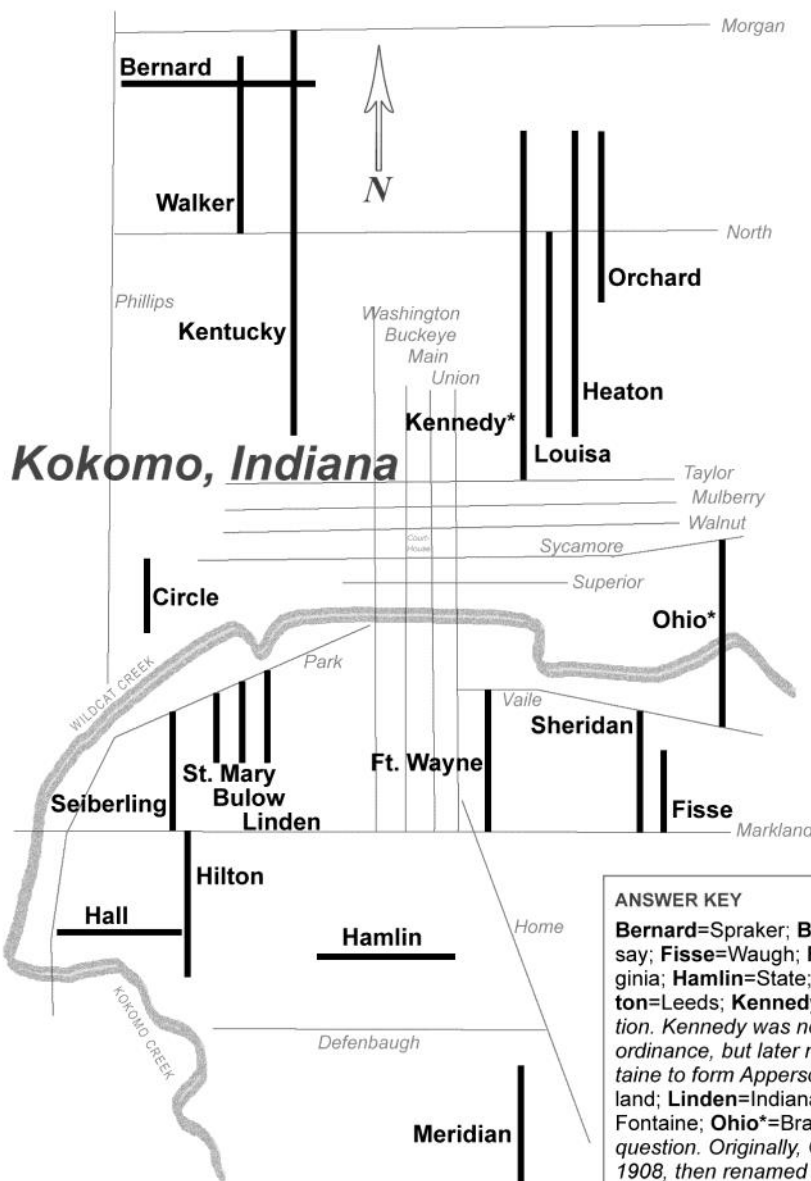 Morgan
Bernard
Walker
N
North
Orchard
Phillips
Kentucky
Washington
Buckeye
Main
Union
Heaton
Kennedy*
Louisa
Kokomo, Indiana
Taylor
Mulberry
Walnut
Court-
House
Sycamore
Superior
Circle
Ohio*
Park
WILDCAT CREEK
Vaile
Sheridan
St. Mary
Ft. Wayne
Seiberling
Bulow
Fisse
Linden
Markland
Hilton
Hall
Hamlin
Home
KOKOMO CREEK
Defenbaugh
Meridian
ANSWER KEY
Bernard=Spraker; B
say; Fisse=Waugh;
ginia; Hamlin=State;
ton=Leeds; Kennedy
tion. Kennedy was no
ordinance, but later r
taine to form Apperso
land; Linden=Indiana
Fontaine; Ohio*=Bra
question. Originally,
1908, then renamed